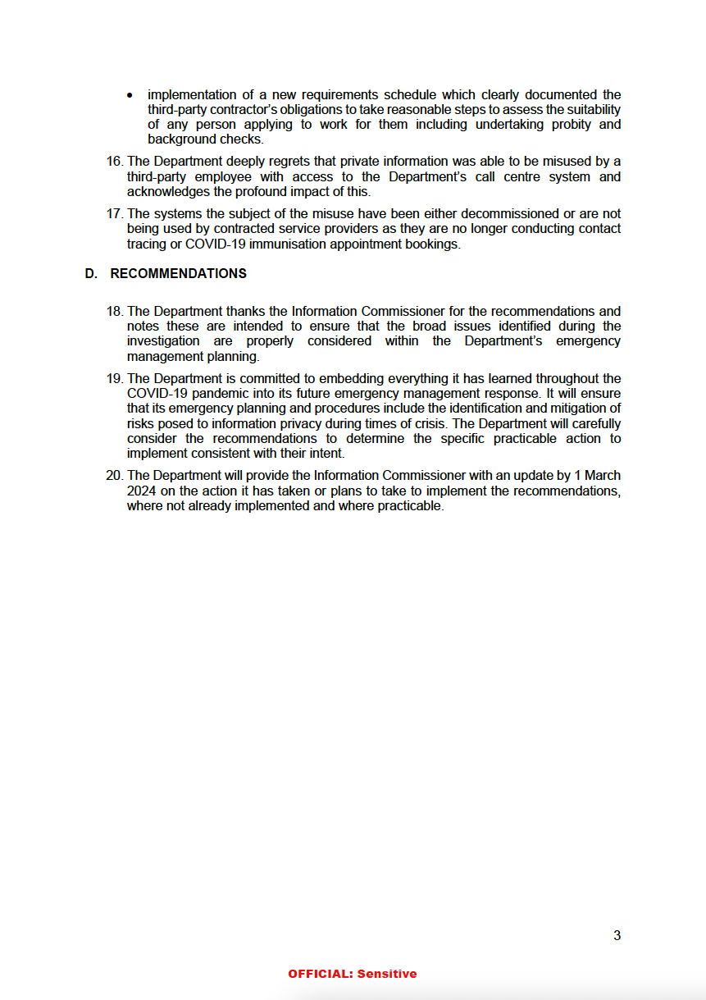 • implementation of a new requirements schedule which clearly documented the
third-party contractor's obligations to take reasonable steps to assess the suitability
of any person applying to work for them including undertaking probity and
background checks.
16. The Department deeply regrets that private information was able to be misused by a
third-party employee with access to the Department's call centre system and
acknowledges the profound impact of this.
17. The systems the subject of the misuse have been either decommissioned or are not
being used by contracted service providers as they are no longer conducting contact
tracing or COVID-19 immunisation appointment bookings.
D. RECOMMENDATIONS
18. The Department thanks the Information Commissioner for the recommendations and
notes these are intended to ensure that the broad issues identified during the
investigation are properly considered within the Department's emergency
management planning.
19. The Department is committed to embedding everything it has learned throughout the
COVID-19 pandemic into its future emergency management response. It will ensure
that its emergency planning and procedures include the identification and mitigation of
risks posed to information privacy during times of crisis. The Department will carefully
consider the recommendations to determine the specific practicable action to
implement consistent with their intent.
20. The Department will provide the Information Commissioner with an update by 1 March
2024 on the action it has taken or plans to take to implement the recommendations,
where not already implemented and where practicable.
3
OFFICIAL: Sensitive